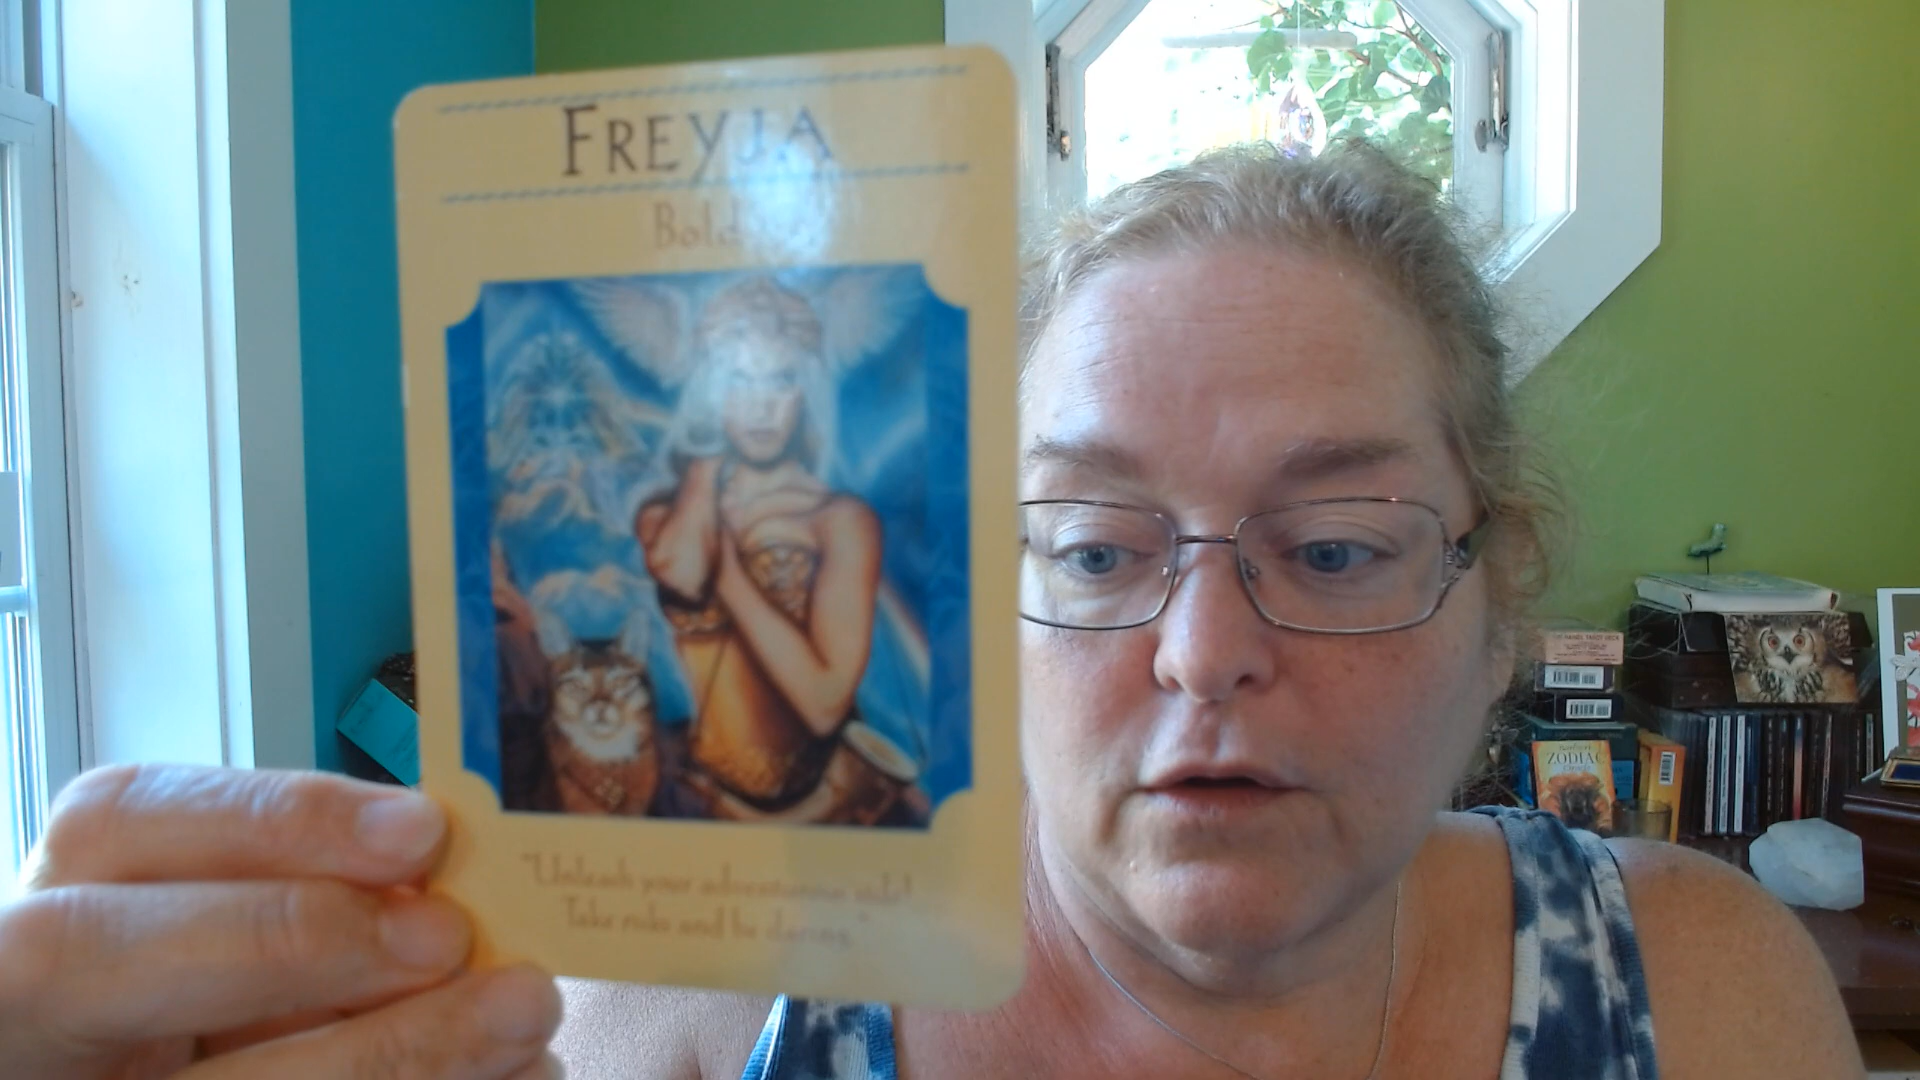 FREYJA
Bold
"Unleash your adventurous side!
Take risks and be daring."
ZODIAC